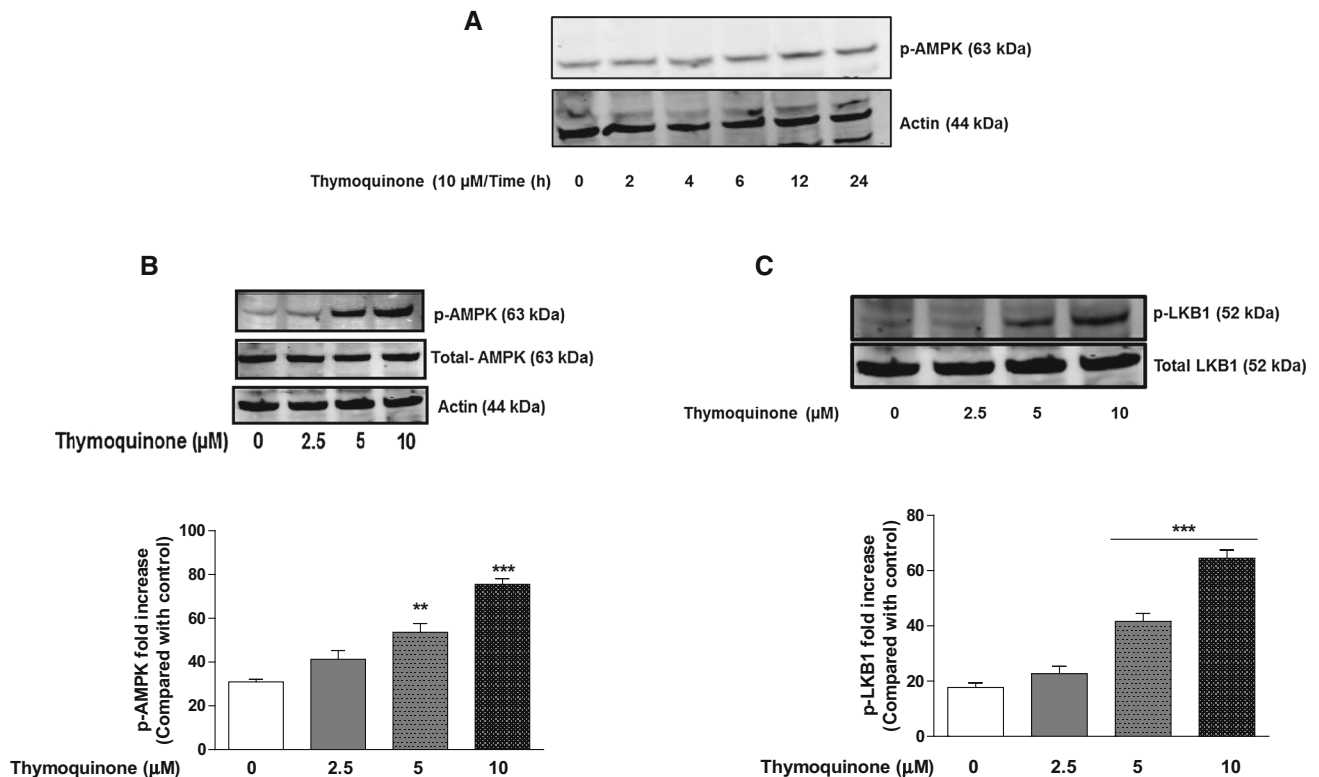 A
p-AMPK (63 kDa)
Actin (44 kDa)
Thymoquinone (10 µM/Time (h) 0 2 4 6 12 24
B
p-AMPK (63 kDa)
Total- AMPK (63 kDa)
Actin (44 kDa)
Thymoquinone (µM) 0 2.5 5 10
p-AMPK fold increase
(Compared with control)
100
80
60
40
20
0
**
***
Thymoquinone (µM) 0 2.5 5 10
C
p-LKB1 (52 kDa)
Total LKB1 (52 kDa)
Thymoquinone (µM) 0 2.5 5 10
p-LKB1 fold increase
(Compared with control)
80
60
40
20
0
***
Thymoquinone (µM) 0 2.5 5 10